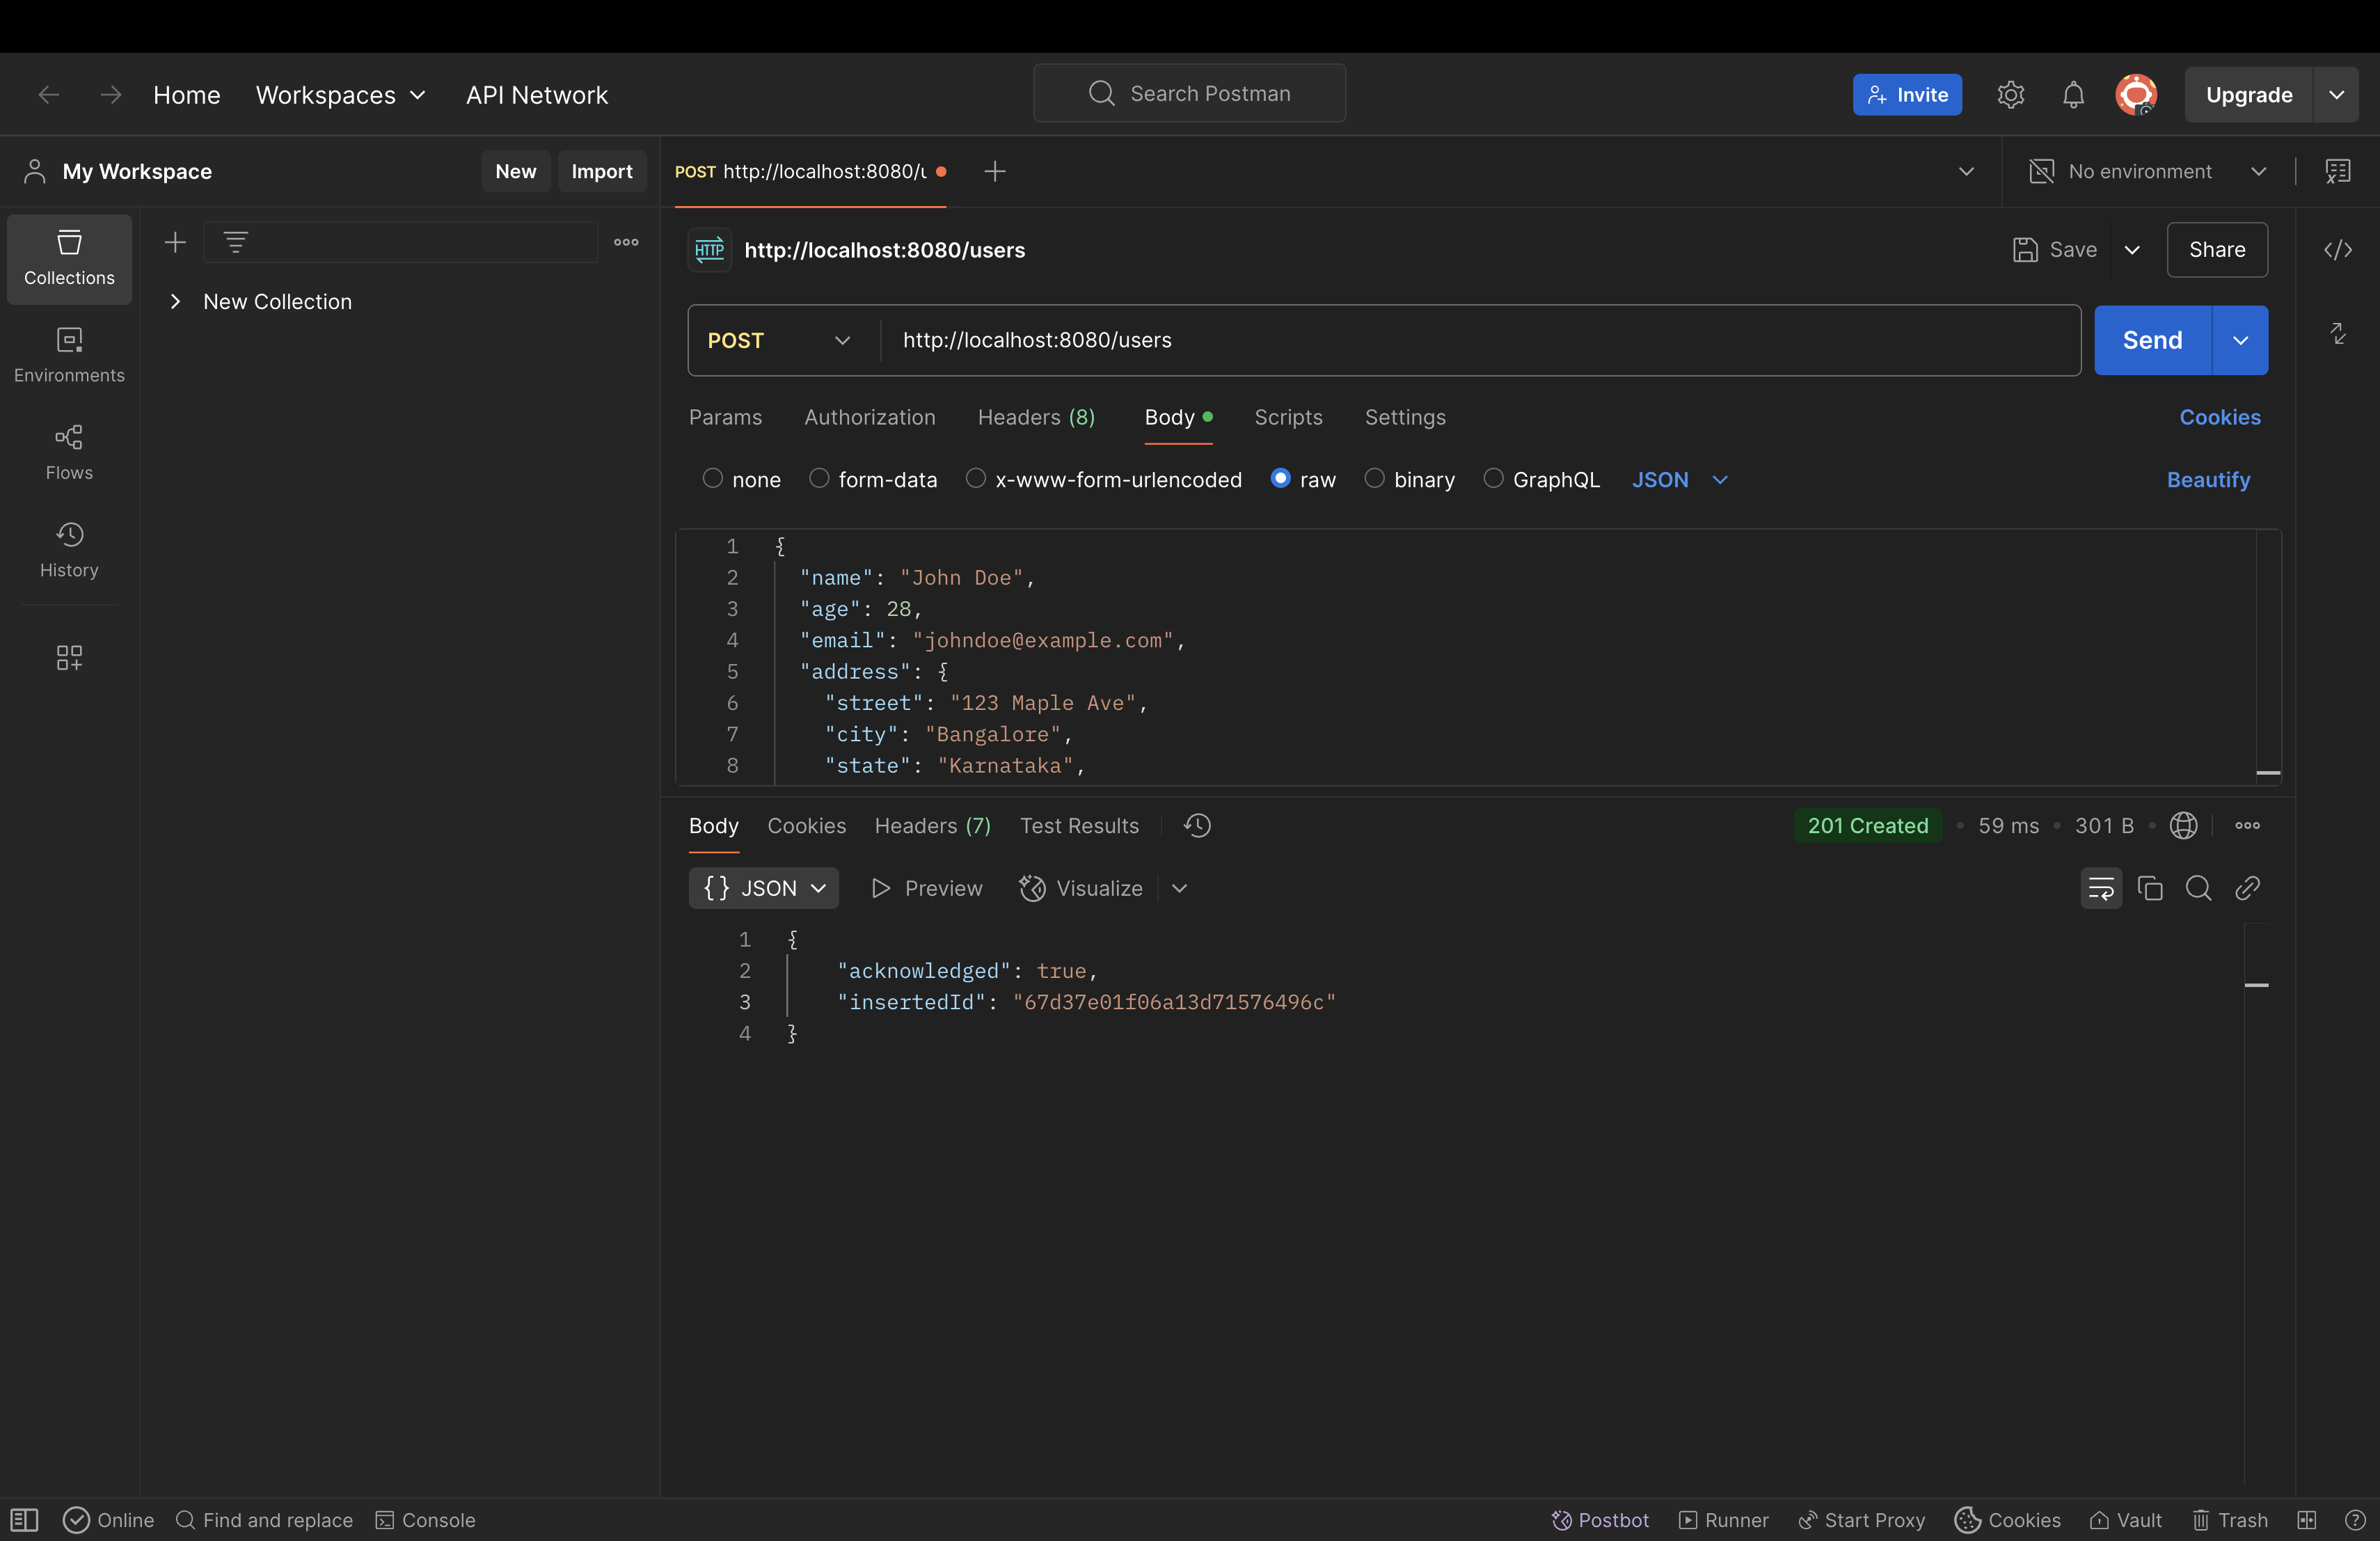 Home Workspaces API Network Search Postman Invite Upgrade
My Workspace New Import POST http://localhost:8080/u No environment
Collections
Environments
Flows
History
New Collection
HTTP http://localhost:8080/users Save Share
POST http://localhost:8080/users Send
Params Authorization Headers (8) Body Scripts Settings Cookies
none form-data x-www-form-urlencoded raw binary GraphQL JSON Beautify
1 {
2 "name": "John Doe",
3 "age": 28,
4 "email": "johndoe@example.com",
5 "address": {
6 "street": "123 Maple Ave",
7 "city": "Bangalore",
8 "state": "Karnataka",
Body Cookies Headers (7) Test Results 201 Created • 59 ms • 301 B •
{} JSON Preview Visualize
1 {
2 "acknowledged": true,
3 "insertedId": "67d37e01f06a13d71576496c"
4 }
Online Find and replace Console Postbot Runner Start Proxy Cookies Vault Trash